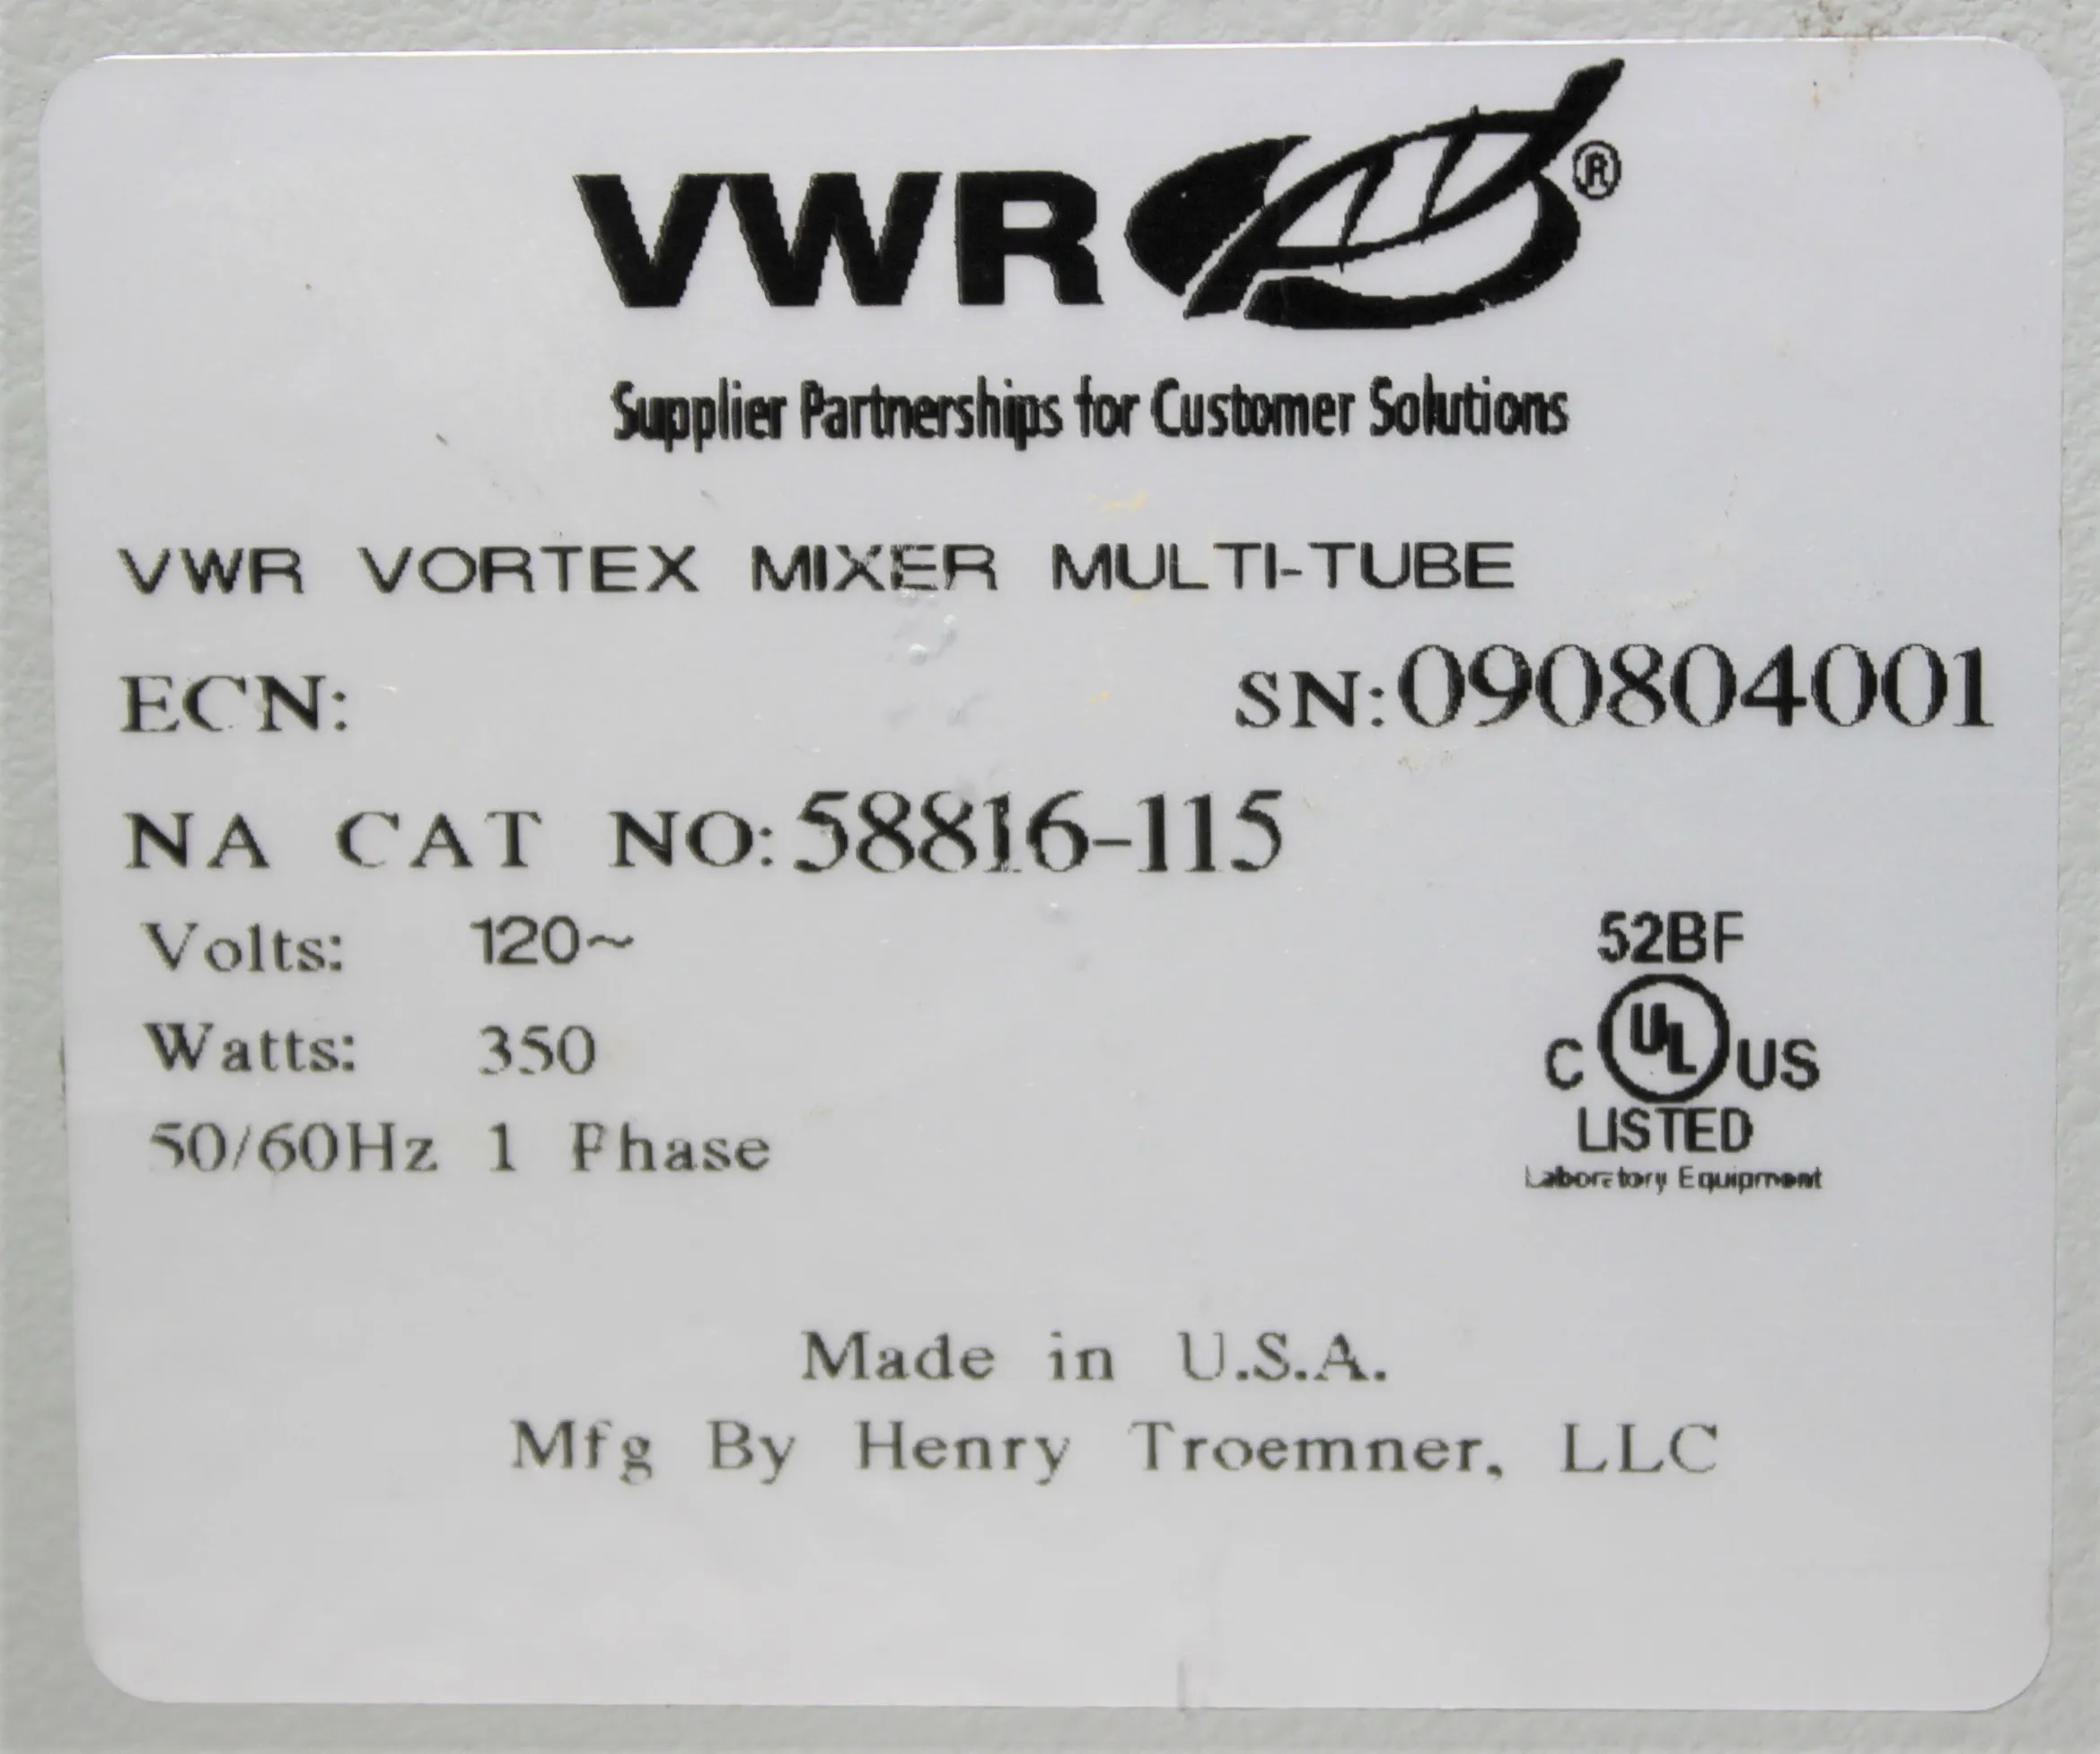 VWR®
Supplier Partnerships for Customer Solutions
VWR VORTEX MIXER MULTI-TUBE
ECN: SN:090804001
NA CAT NO:58816-115
Volts: 120~
Watts: 350
50/60Hz 1 Phase
52BF
C UL US
LISTED
Laboratory Equipment
Made in U.S.A.
Mfg By Henry Troemner, LLC